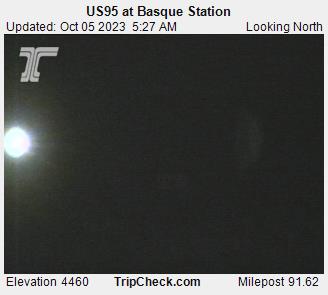 US95 at Basque Station
Updated: Oct 05 2023 5:27 AM Looking North
Elevation 4460 TripCheck.com Milepost 91.62